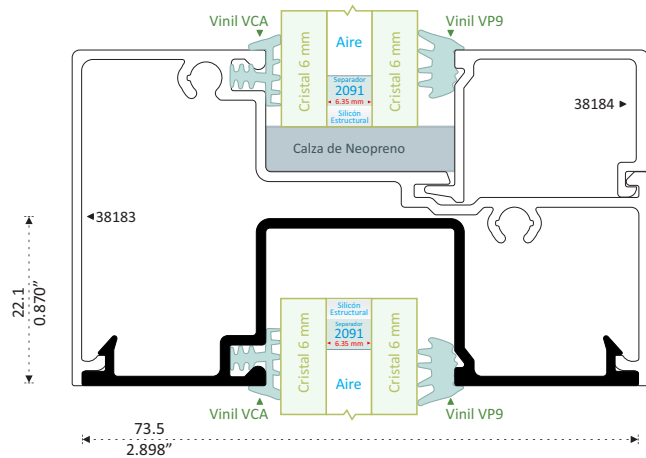 Vinil VCA
Vinil VP9
Cristal 6 mm
Aire
Cristal 6 mm
Separador
2091
6.35 mm
Silicón
Estructural
38184
Calza de Neopreno
38183
22.1
0.870”
Cristal 6 mm
Silicón
Estructural
Separador
2091
6.35 mm
Aire
Cristal 6 mm
Vinil VCA
Vinil VP9
73.5
2.898”